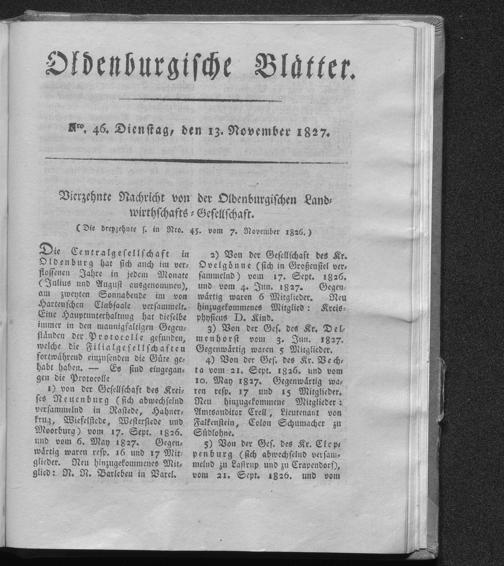 Oldenburgische Blätter.
Nro. 46. Dienstag, den 13. November 1827.
Vierzehnte Nachricht von der Oldenburgischen Land-
wirthschafts-Gesellschaft.
(Die dreyzehnte s. in Nro. 45. vom 7. November 1826.)
Die Centralgesellschaft in
Oldenburg hat sich auch im ver-
flossenen Jahre in jedem Monate
(Julius und August ausgenommen),
am zweyten Sonnabende im von
Hartenschen Clubsaale versammelt.
Eine Hauptunterhaltung hat dieselbe
immer in den mannigfaltigen Gegen-
ständen der Protocolle gefunden,
welche die Filialgesellschaften
fortwährend einzusenden die Güte ge-
habt haben. — Es sind eingegan-
gen die Protocolle
1) von der Gesellschaft des Krei-
ses Neuenburg (sich abwechselnd
versammelnd in Rastede, Hahner-
krug, Wiefelstede, Westerstede und
Moorburg) vom 17. Sept. 1826.
und vom 6. May 1827. Gegen-
wärtig waren resp. 16 und 17 Mit-
glieder. Neu hinzugekommenes Mit-
glied: N. N. Barleben in Varel.
2) Von der Gesellschaft des Kr.
Ovelgönne (sich in Großensiel ver-
sammelnd) vom 17. Sept. 1826.
und vom 4. Jun. 1827. Gegen-
wärtig waren 6 Mitglieder. Neu
hinzugekommenes Mitglied: Kreis-
physicus D. Kind.
3) Von der Ges. des Kr. Del-
menhorst vom 3. Jun. 1827.
Gegenwärtig waren 5 Mitglieder.
4) Von der Ges. des Kr. Vech-
ta vom 21. Sept. 1826. und vom
10. May 1827. Gegenwärtig wa-
ren resp. 17 und 15 Mitglieder.
Neu hinzugekommene Mitglieder:
Amtsauditor Crell, Lieutenant von
Falkenstein, Colon Schumacher zu
Südlohne.
5) Von der Ges. des Kr. Clop-
penburg (sich abwechselnd versam-
melnd zu Lastrup und zu Crapendorf),
vom 21. Sept. 1826. und vom